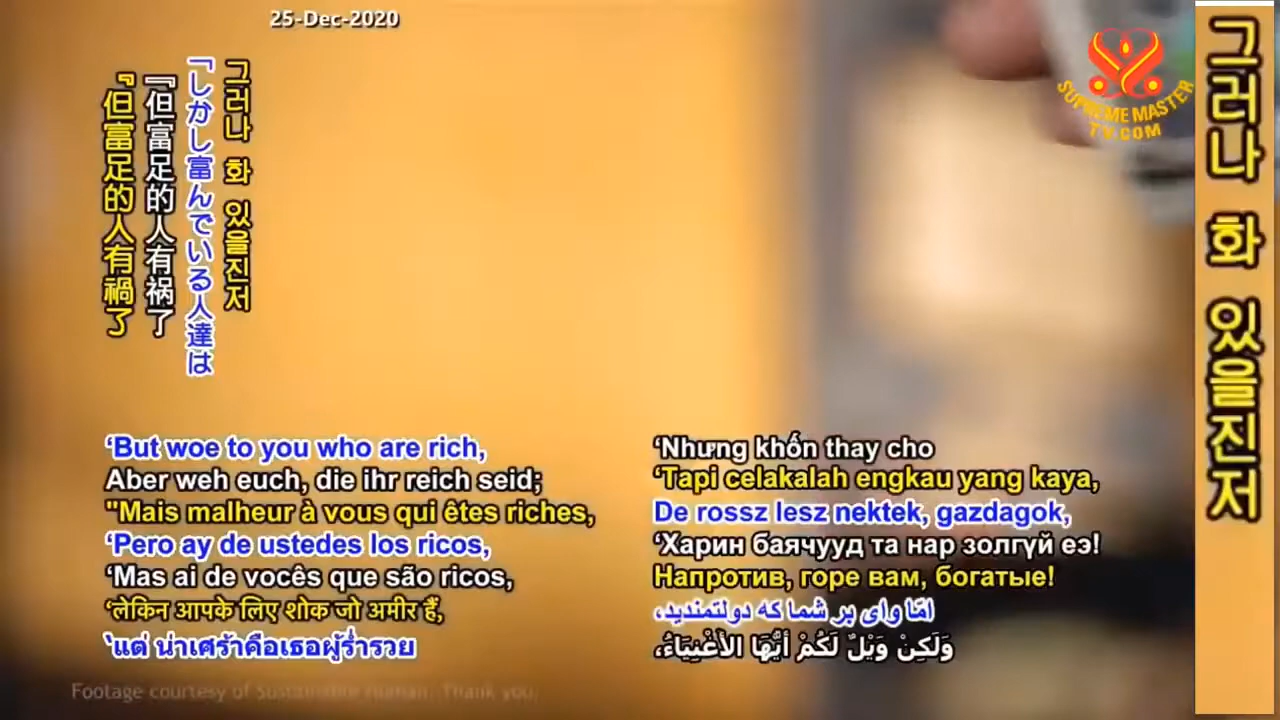 25-Dec-2020
SUPREME MASTER
TV.COM
그러나 화 있을진저
그러나 화 있을진저
「しかし富んでいる人達は
『但富足的人有祸了
『但富足的人有禍了
‘But woe to you who are rich,
Aber weh euch, die ihr reich seid;
"Mais malheur à vous qui êtes riches,
‘Pero ay de ustedes los ricos,
‘Mas ai de vocês que são ricos,
‘लेकिन आपके लिए शोक जो अमीर हैं,
‘แต่ น่าเศร้าคือเธอผู้ร่ำรวย
‘Nhưng khốn thay cho
‘Tapi celakalah engkau yang kaya,
De rossz lesz nektek, gazdagok,
‘Харин баячууд та нар золгүй еэ!
Напротив, горе вам, богатые!
امّا وای بر شما که دولتمندید،
وَلَكِنْ وَيْلٌ لَكُمْ أَيُّهَا الأَغْنِيَاءُ،
Footage courtesy of Sustainable Human. Thank you.